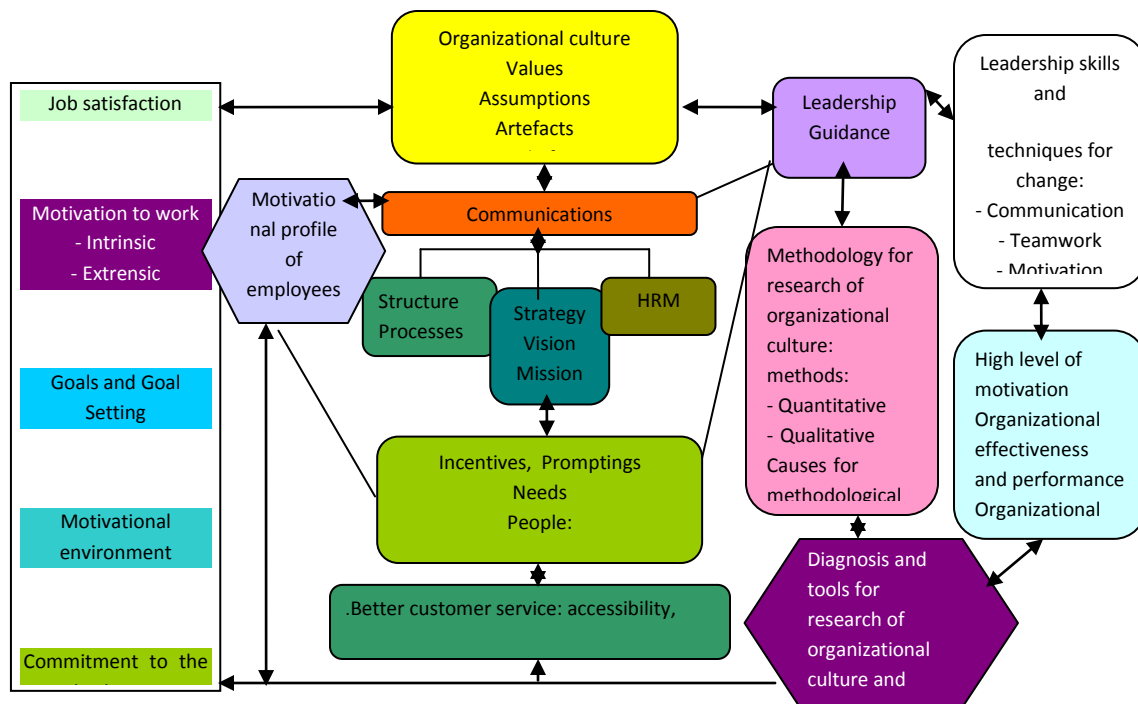 Organizational culture
Values
Assumptions
Artefacts
Leadership skills
and
techniques for
change:
- Communication
- Teamwork
- Motivation
Job satisfaction
Leadership
Guidance
Motivatio
nal profile
of
employees
Communications
Motivation to work
- Intrinsic
- Extrensic
Structure
Processes
Strategy
Vision
Mission
HRM
Methodology for
research of
organizational
culture:
methods:
- Quantitative
- Qualitative
Causes for
methodological
High level of
motivation
Organizational
effectiveness
and performance
Organizational
Goals and Goal
Setting
Incentives, Promptings
Needs
People:
Motivational
environment
.Better customer service: accessibility,
Diagnosis and
tools for
research of
organizational
culture and
Commitment to the